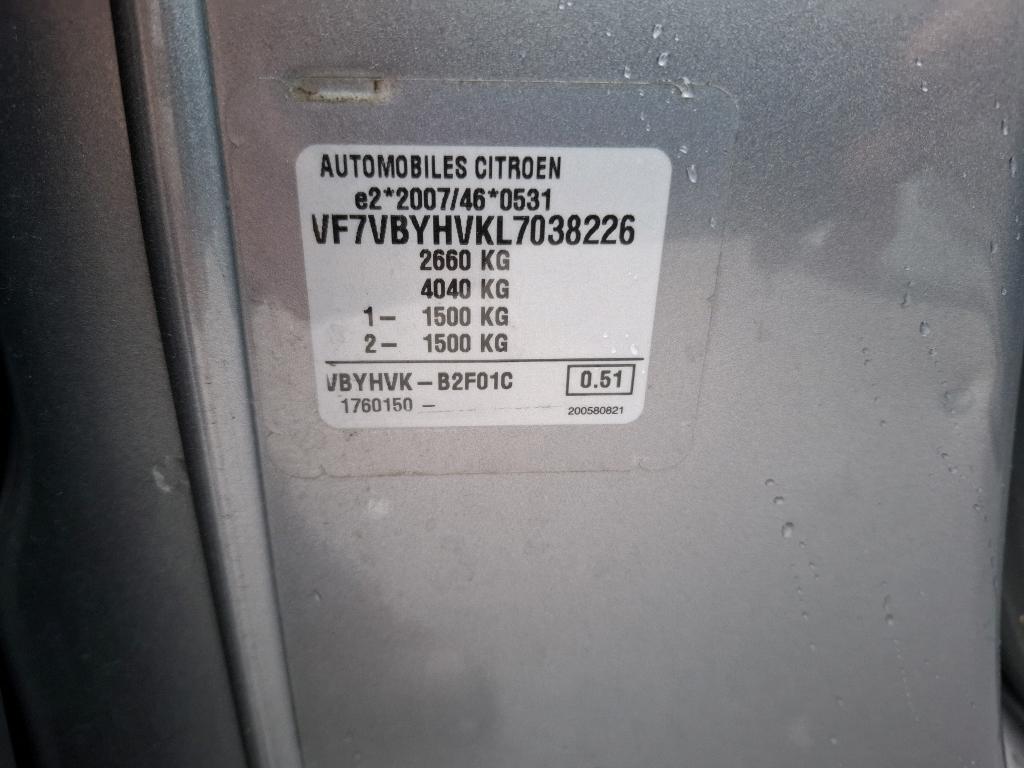 AUTOMOBILES CITROEN
e2*2007/46*0531
VF7VBYHVKL7038226
2660 KG
4040 KG
1– 1500 KG
2– 1500 KG
VBYHVK – B2F01C 0.51
1760150 – 200580821